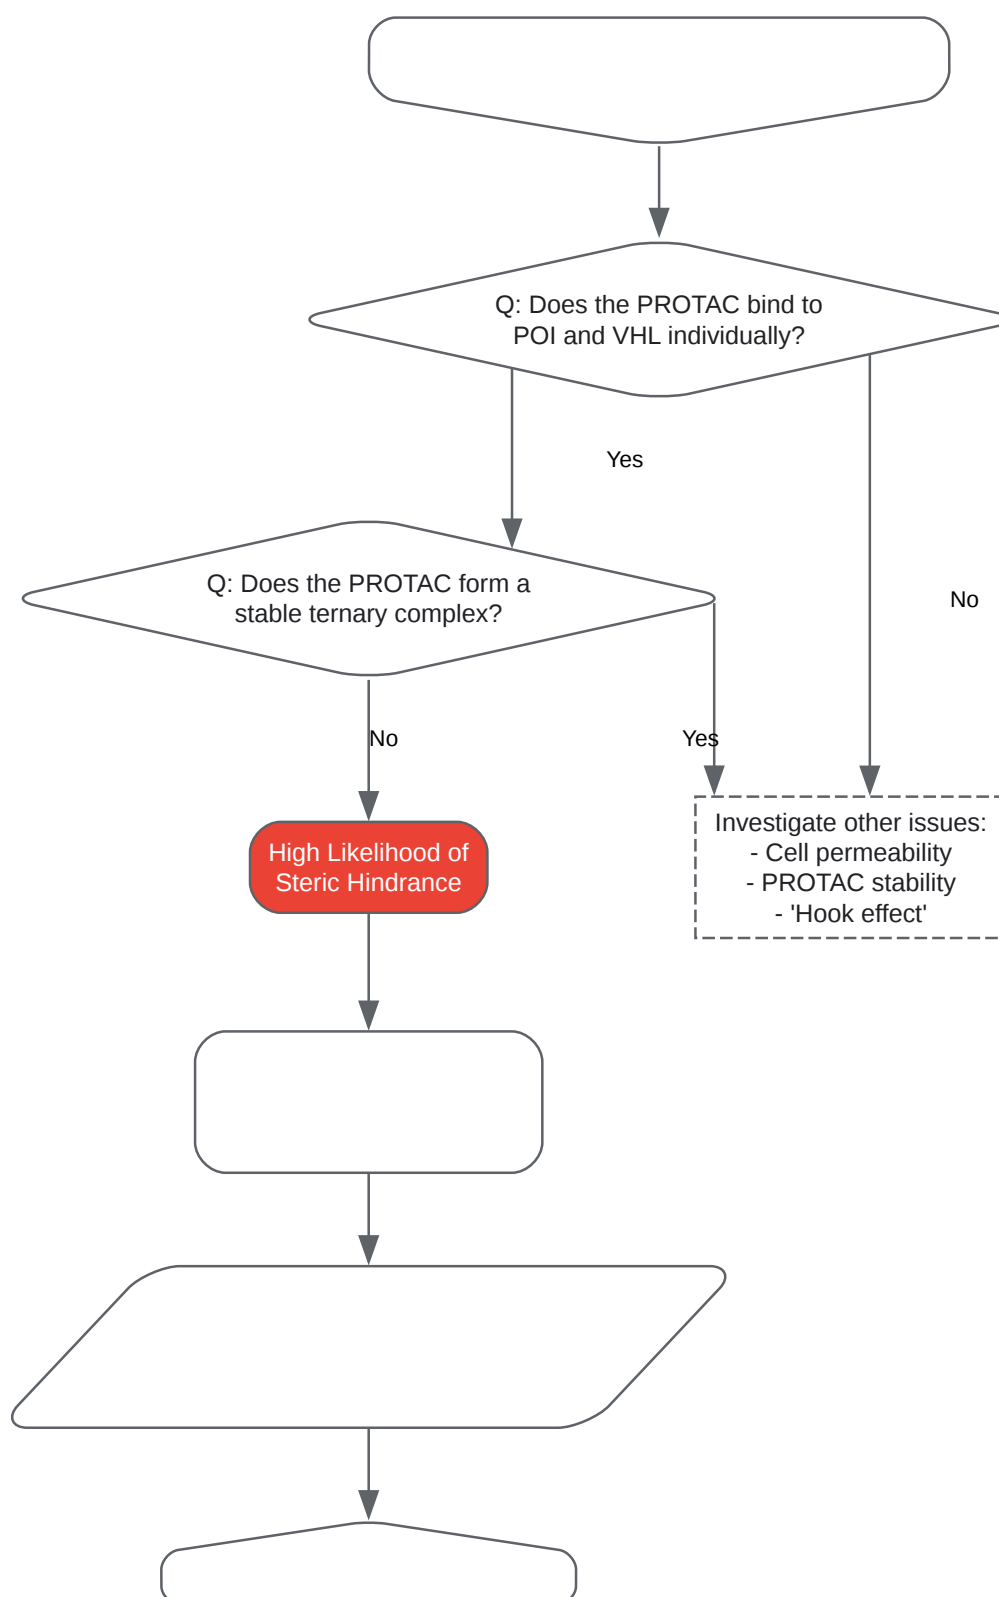 Q: Does the PROTAC bind to
POI and VHL individually?
Yes
Q: Does the PROTAC form a
stable ternary complex?
No
No
Yes
High Likelihood of
Steric Hindrance
Investigate other issues:
- Cell permeability
- PROTAC stability
- 'Hook effect'